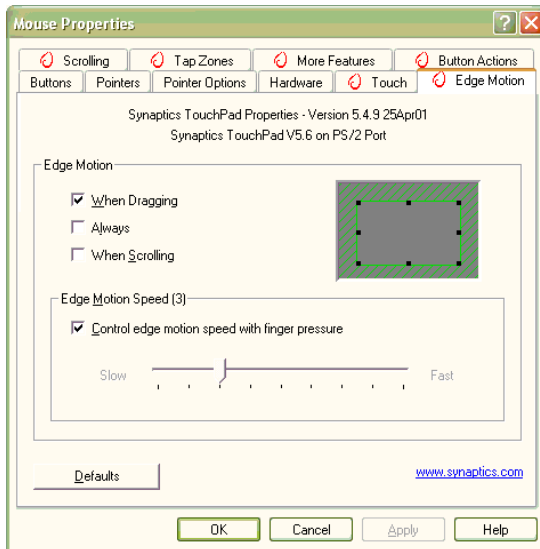 Mouse Properties
Scrolling Tap Zones More Features Button Actions
Buttons Pointers Pointer Options Hardware Touch Edge Motion
Synaptics TouchPad Properties - Version 5.4.9 25Apr01
Synaptics TouchPad V5.6 on PS/2 Port
Edge Motion
When Dragging
Always
When Scrolling
Edge Motion Speed (3)
Control edge motion speed with finger pressure
Slow Fast
Defaults www.synaptics.com
OK Cancel Apply Help